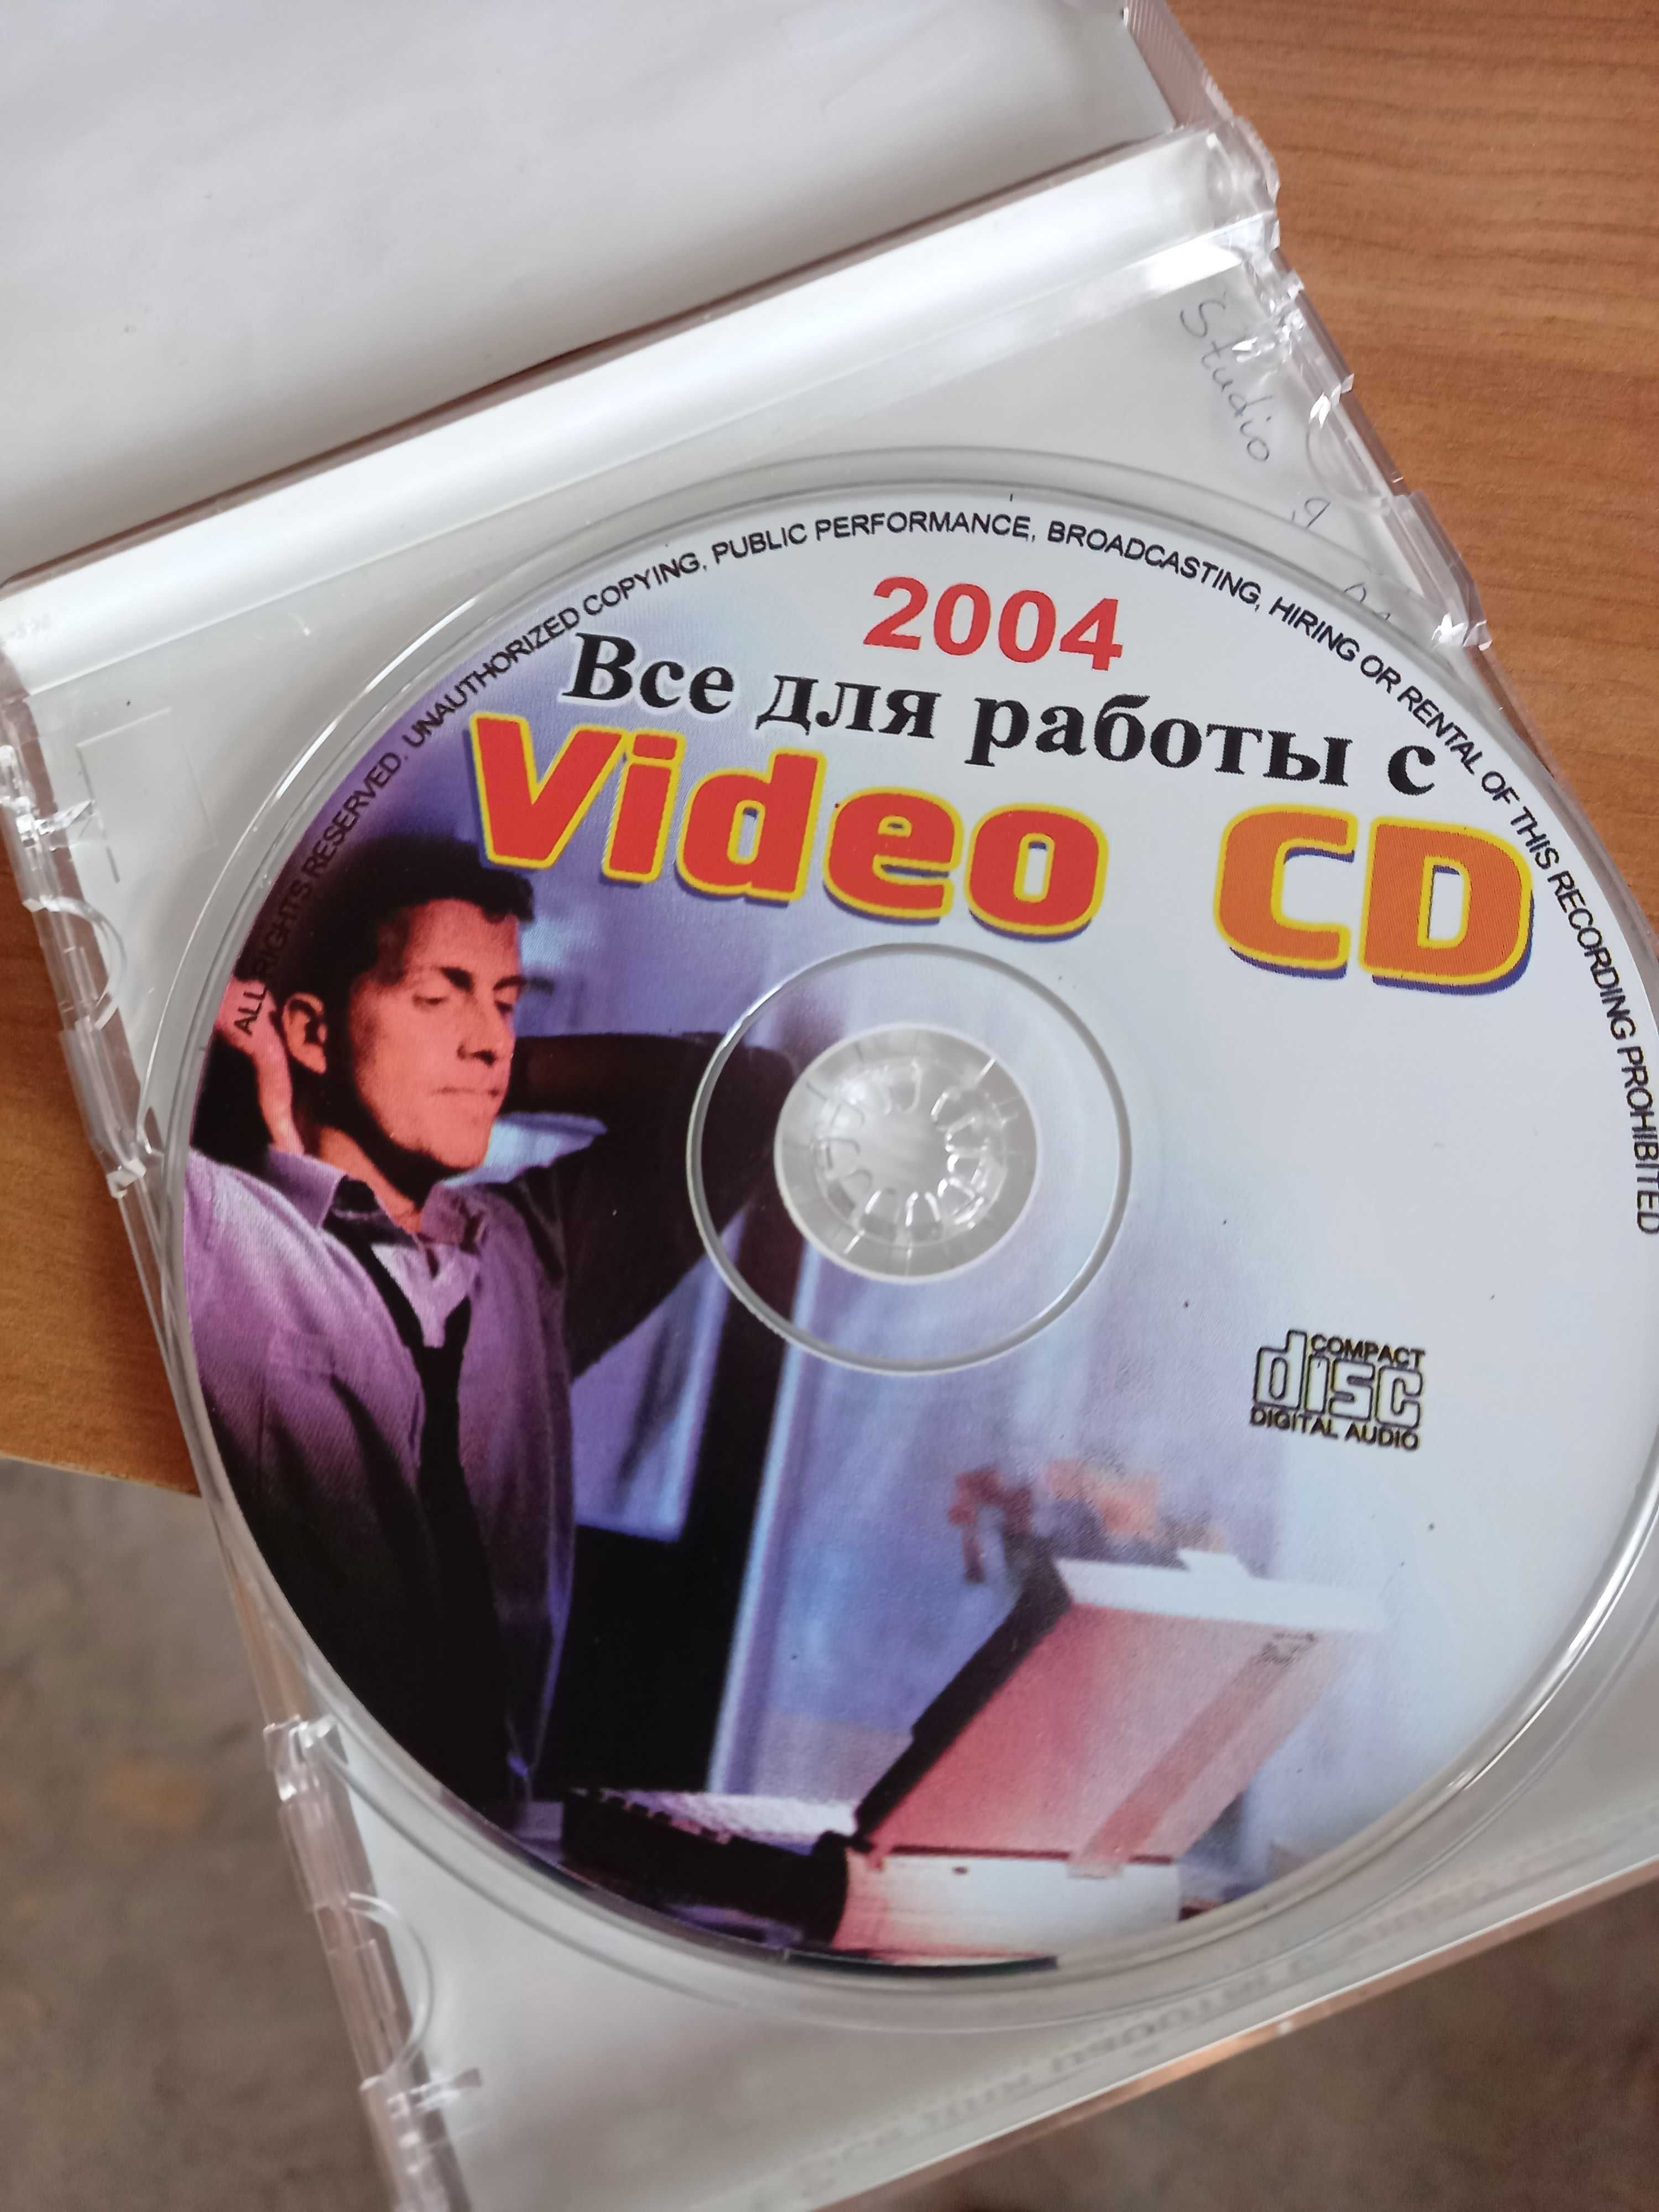 Studio
9
ALL RIGHTS RESERVED. UNAUTHORIZED COPYING, PUBLIC PERFORMANCE, BROADCASTING, HIRING OR RENTAL OF THIS RECORDING PROHIBITED
2004
Все для работы с
Video CD
COMPACT
disc
DIGITAL AUDIO